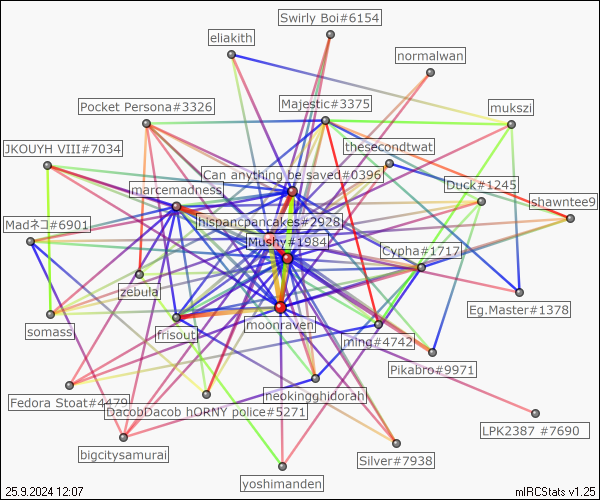 Swirly Boi#6154
eliakith
normalwan
Pocket Persona#3326
Majestic#3375
mukszi
thesecondtwat
JKOUYH VIII#7034
Can anything be saved#0396
marcemadness
Duck#1245
shawntee9
hispancpancakes#2928
Madネコ#6901
Mushy#1984
Cypha#1717
zebula
Eg.Master#1378
moonraven
somass
frisout
ming#4742
Pikabro#9971
neokingghidorah
Fedora Stoat#4479
DacobDacob hORNY police#5271
LPK2387 #7690
bigcitysamurai
Silver#7938
yoshimanden
25.9.2024 12:07
mIRCStats v1.25